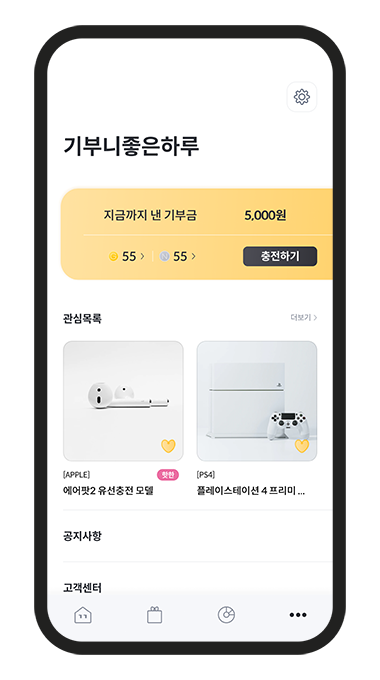 기부니좋은하루
지금까지 낸 기부금 5,000원
55 > 55 > 충전하기
관심목록 더보기 >
[APPLE] 핫한
에어팟2 유선충전 모델
[PS4]
플레이스테이션 4 프리미 ...
공지사항
고객센터